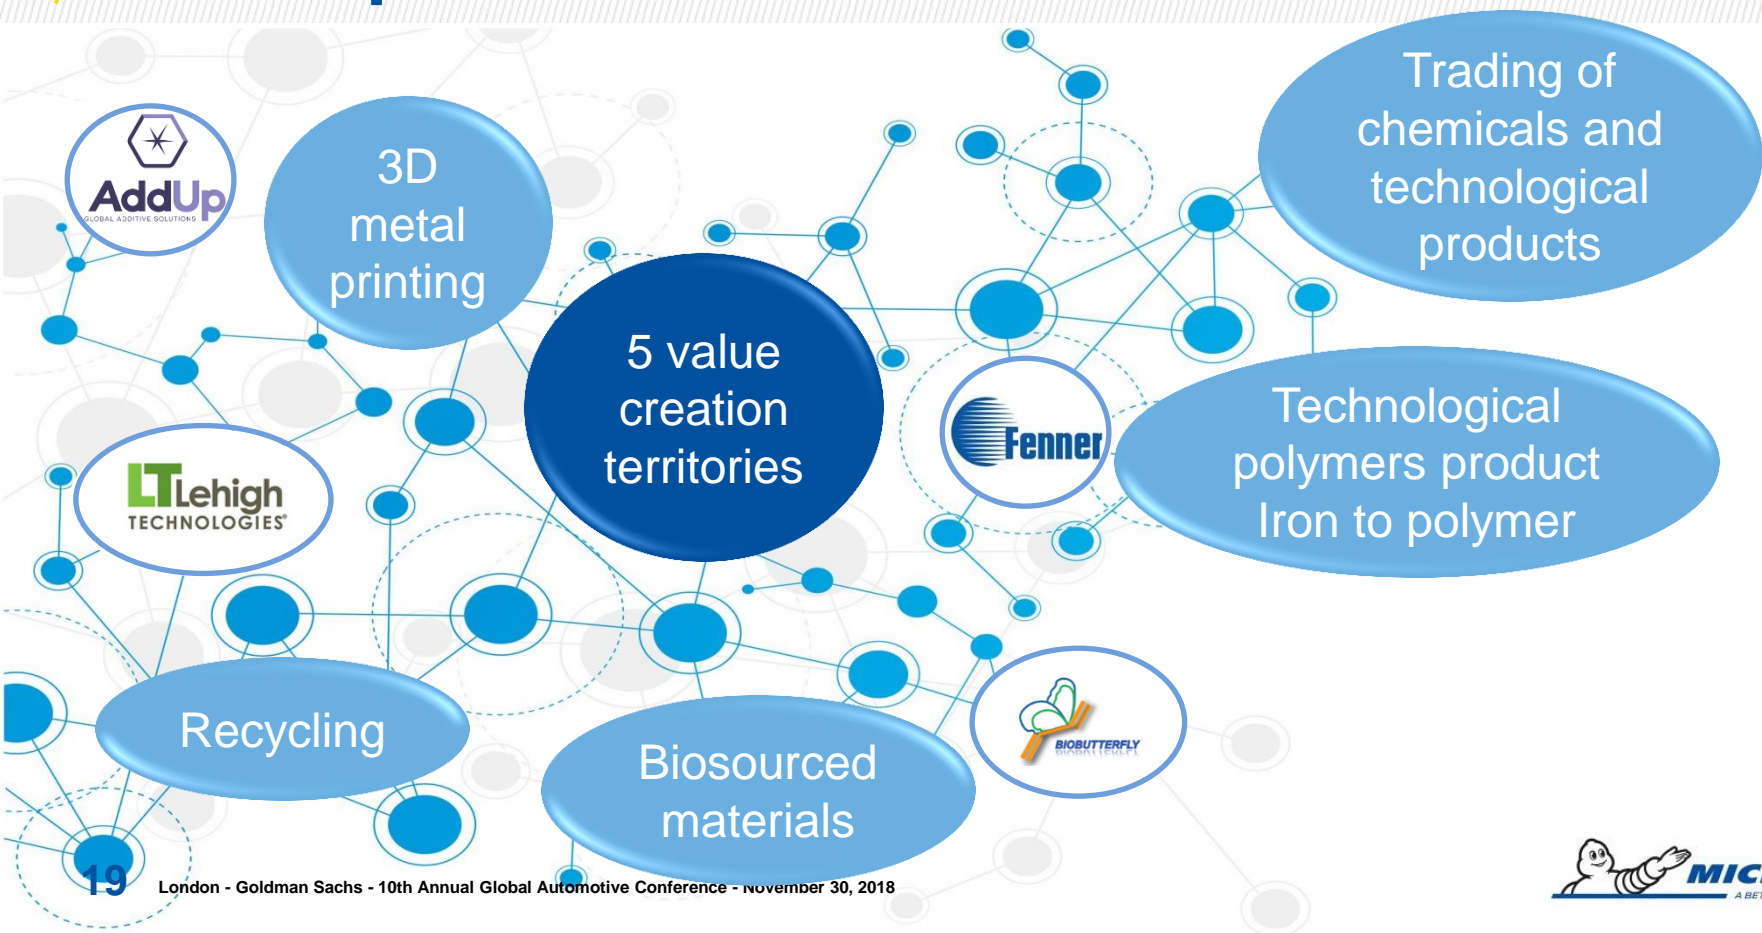 AddUp
GLOBAL ADDITIVE SOLUTIONS
3D
metal
printing
Trading of
chemicals and
technological
products
5 value
creation
territories
Fenner
Technological
polymers product
Iron to polymer
LT Lehigh
TECHNOLOGIES
Recycling
Biosourced
materials
BIOBUTTERFLY
19
London - Goldman Sachs - 10th Annual Global Automotive Conference - November 30, 2018